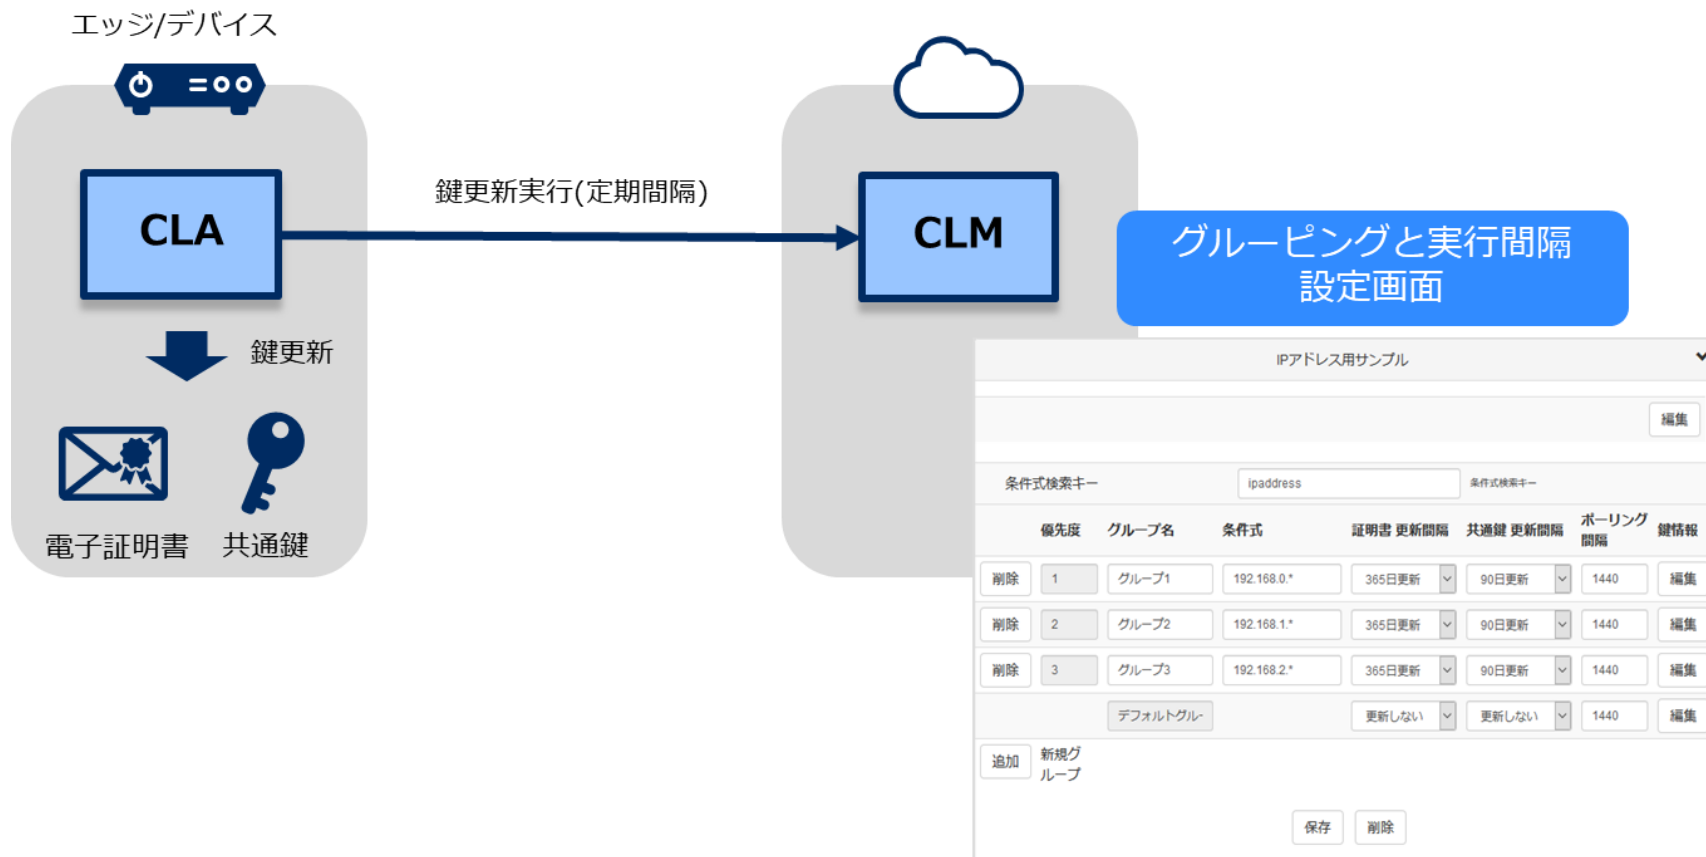 エッジ/デバイス
CLA
鍵更新実行(定期間隔)
CLM
グルーピングと実行間隔
設定画面
鍵更新
電子証明書 共通鍵
IPアドレス用サンプル
編集
条件式検索キー ipaddress 条件式検索キー
優先度 グループ名 条件式 証明書 更新間隔 共通鍵 更新間隔 ポーリング 鍵情報
間隔
削除 1 グループ1 192.168.0.* 365日更新 90日更新 1440 編集
削除 2 グループ2 192.168.1.* 365日更新 90日更新 1440 編集
削除 3 グループ3 192.168.2.* 365日更新 90日更新 1440 編集
デフォルトグルー 更新しない 更新しない 1440 編集
追加 新規グ
ループ
保存 削除